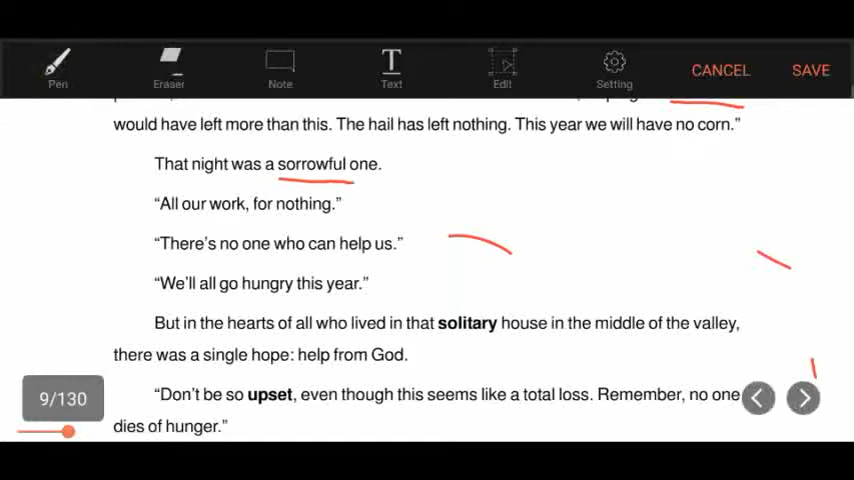 Pen
Eraser
Note
Text
Edit
Setting
CANCEL
SAVE
would have left more than this. The hail has left nothing. This year we will have no corn.”
That night was a sorrowful one.
“All our work, for nothing.”
“There’s no one who can help us.”
“We’ll all go hungry this year.”
But in the hearts of all who lived in that solitary house in the middle of the valley,
there was a single hope: help from God.
“Don’t be so upset, even though this seems like a total loss. Remember, no one
dies of hunger.”
9/130